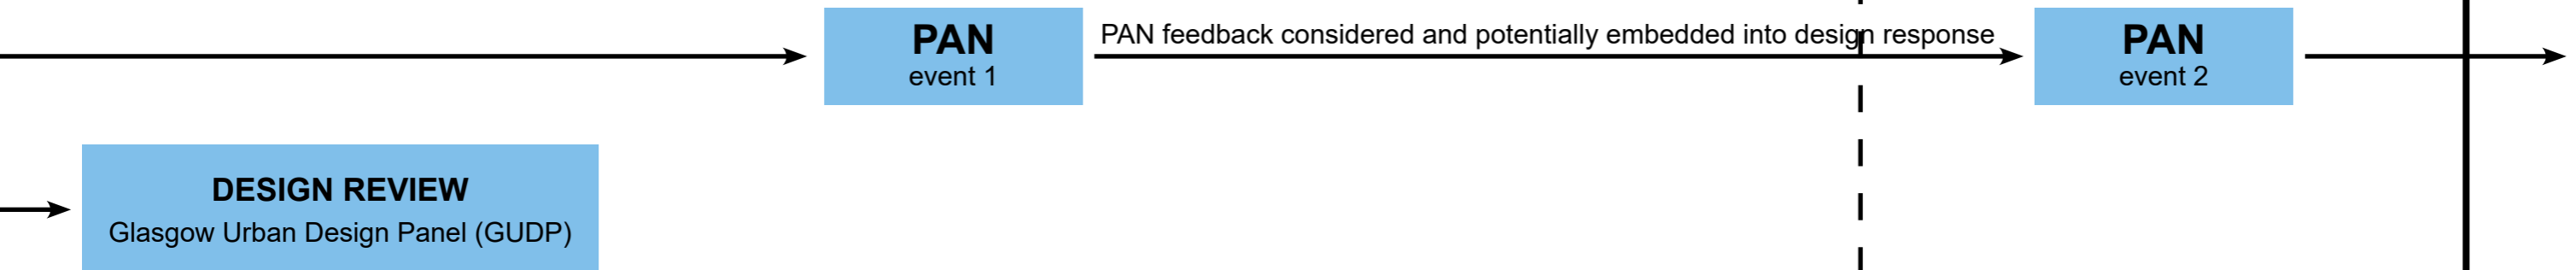 PAN
event 1
PAN feedback considered and potentially embedded into design response
PAN
event 2
DESIGN REVIEW
Glasgow Urban Design Panel (GUDP)